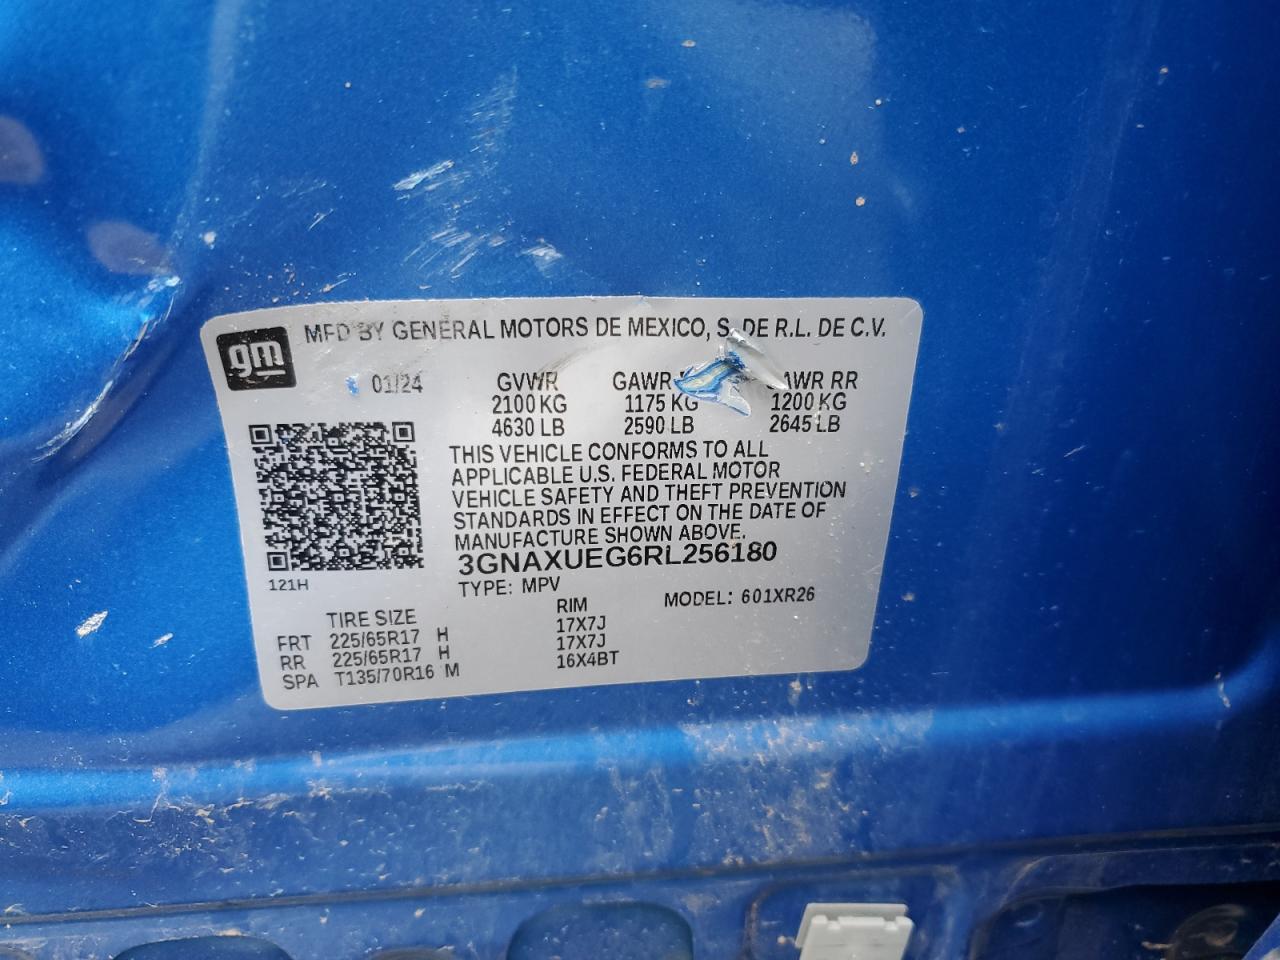 MFD BY GENERAL MOTORS DE MEXICO, S. DE R.L. DE C.V.
gm
01/24
GVWR GAWR AWR RR
2100 KG 1175 KG 1200 KG
4630 LB 2590 LB 2645 LB
THIS VEHICLE CONFORMS TO ALL
APPLICABLE U.S. FEDERAL MOTOR
VEHICLE SAFETY AND THEFT PREVENTION
STANDARDS IN EFFECT ON THE DATE OF
MANUFACTURE SHOWN ABOVE.
3GNAXUEG6RL256180
121H
TYPE: MPV MODEL: 601XR26
TIRE SIZE RIM
FRT 225/65R17 H 17X7J
RR 225/65R17 H 17X7J
SPA T135/70R16 M 16X4BT